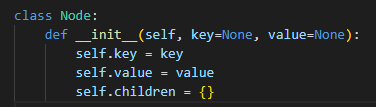 class Node:
    def __init__(self, key=None, value=None):
        self.key = key
        self.value = value
        self.children = {}